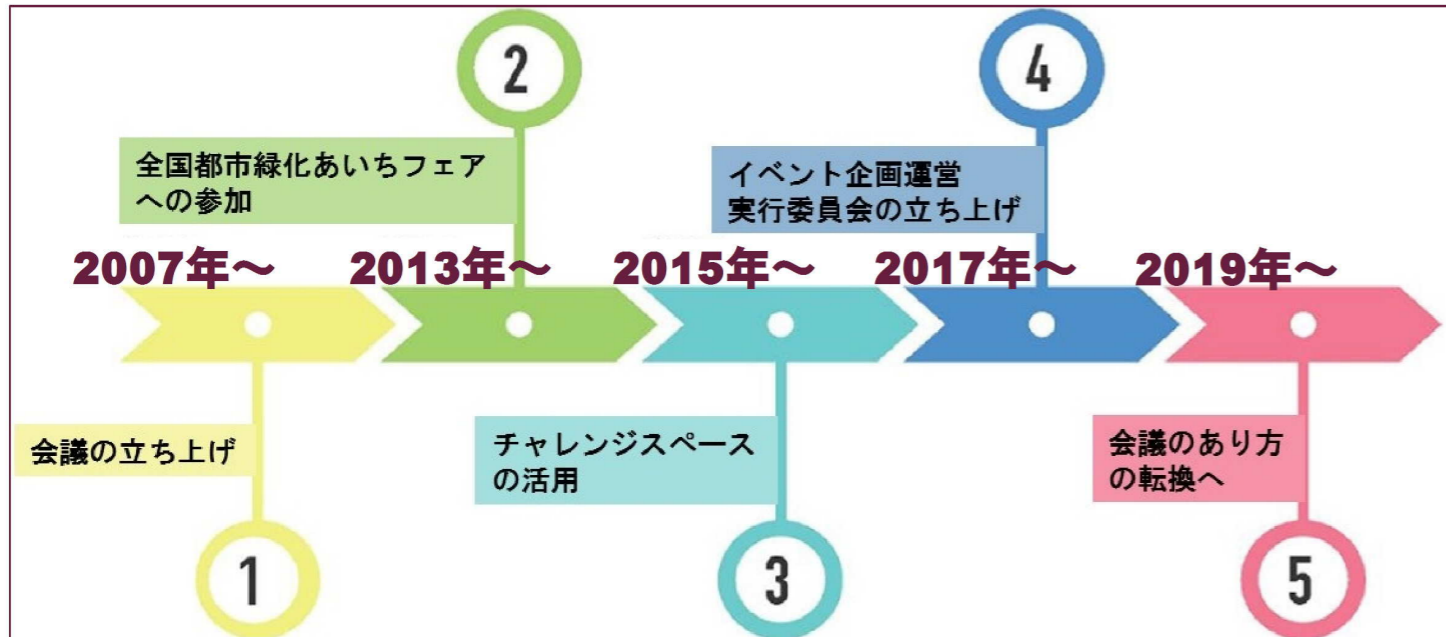 2
4
全国都市緑化あいちフェア
への参加
イベント企画運営
実行委員会の立ち上げ
2007年～
2013年～
2015年～
2017年～
2019年～
会議の立ち上げ
チャレンジスペース
の活用
会議のあり方
の転換へ
1
3
5